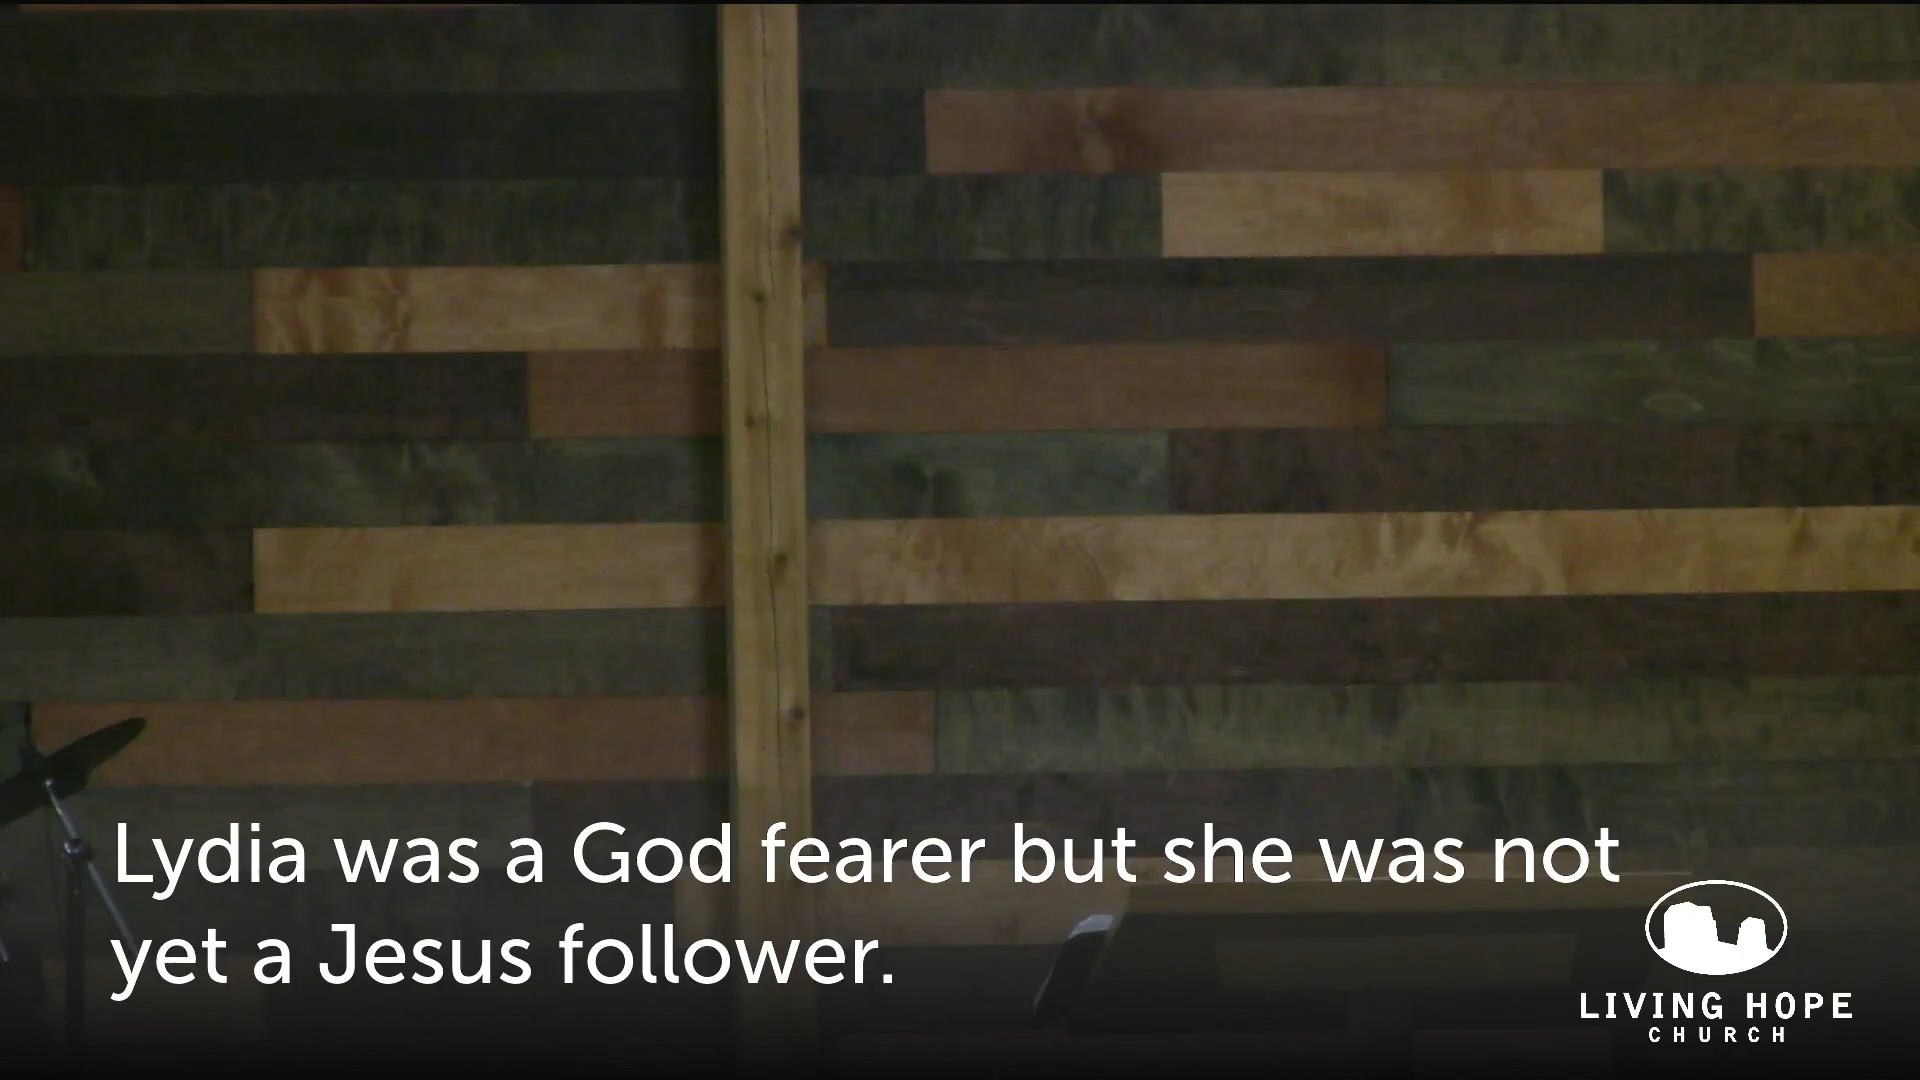 Lydia was a God fearer but she was not
yet a Jesus follower.
LIVING HOPE
CHURCH